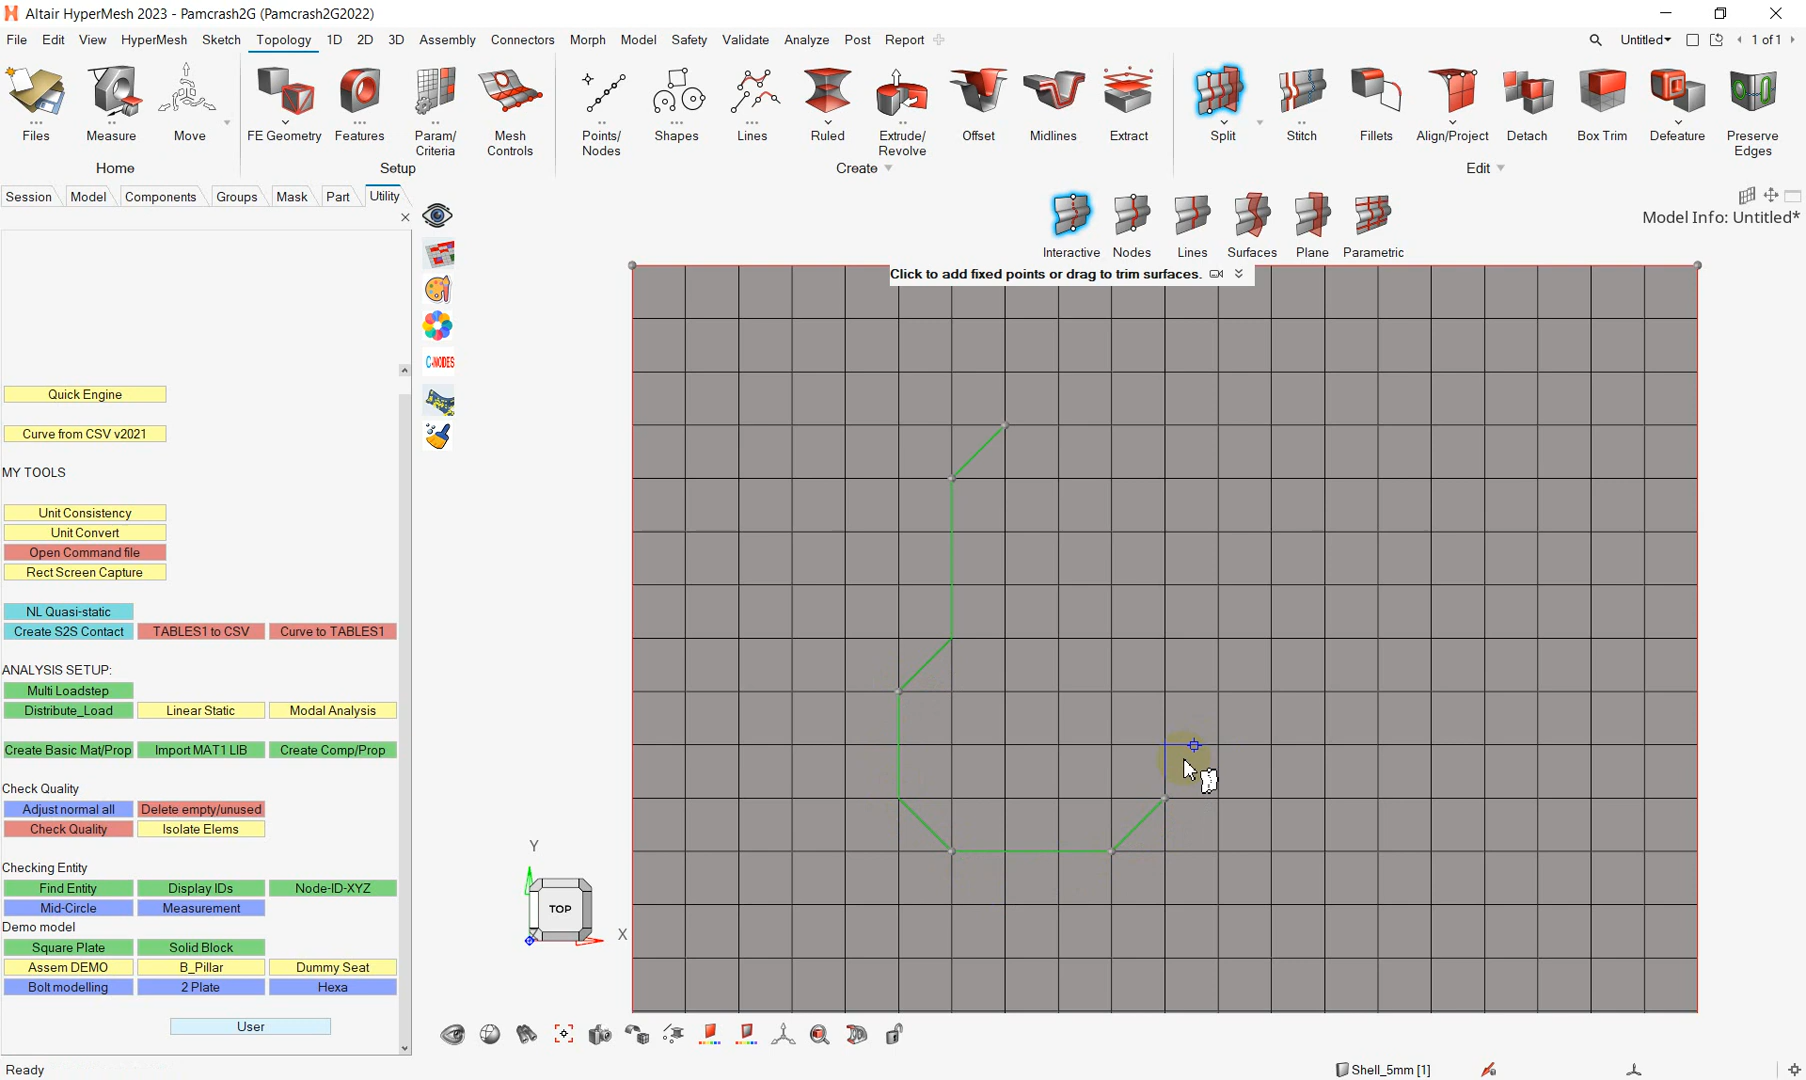 Altair HyperMesh 2023 - Pamcrash2G (Pamcrash2G2022)
File Edit View HyperMesh Sketch Topology 1D 2D 3D Assembly Connectors Morph Model Safety Validate Analyze Post Report Untitled* 1 of 1
Files Measure Move FE Geometry Features Param/ Criteria Mesh Controls Points/ Nodes Shapes Lines Ruled Extrude/ Revolve Offset Midlines Extract Split Stitch Fillets Align/Project Detach Box Trim Defeature Preserve Edges
Home Setup Create Edit
Session Model Components Groups Mask Part Utility
Model Info: Untitled*
Interactive Nodes Lines Surfaces Plane Parametric
Click to add fixed points or drag to trim surfaces.
C-NODES
Quick Engine
Curve from CSV v2021
MY TOOLS
Unit Consistency
Unit Convert
Open Command file
Rect Screen Capture
NL Quasi-static
Create S2S Contact TABLES1 to CSV Curve to TABLES1
ANALYSIS SETUP:
Multi Loadstep
Distribute_Load Linear Static Modal Analysis
Create Basic Mat/Prop Import MAT1 LIB Create Comp/Prop
Check Quality
Adjust normal all Delete empty/unused
Check Quality Isolate Elems
Checking Entity
Find Entity Display IDs Node-ID-XYZ
Mid-Circle Measurement
Demo model
Square Plate Solid Block
Assem DEMO B_Pillar Dummy Seat
Bolt modelling 2 Plate Hexa
User
Y
TOP
X
Ready
Shell_5mm [1]